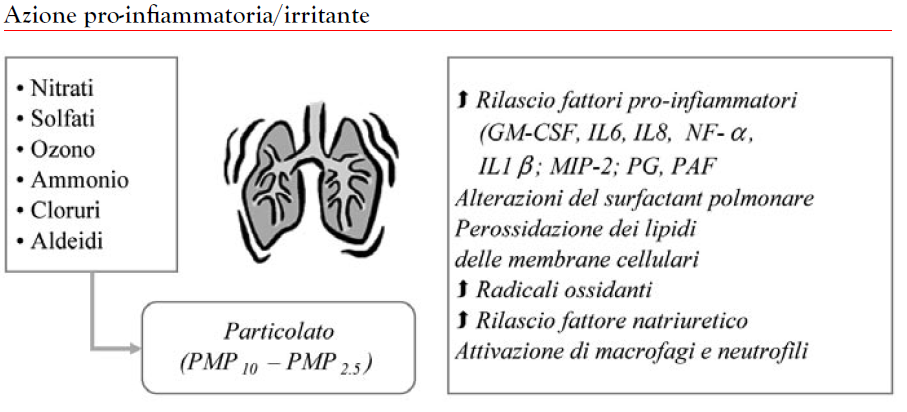 Azione pro-infiammatoria/irritante
• Nitrati
• Solfati
• Ozono
• Ammonio
• Cloruri
• Aldeidi
Particolato
(PMP 10 – PMP 2.5)
⬆ Rilascio fattori pro-infiammatori
(GM-CSF, IL6, IL8, NF- α,
IL1 β; MIP-2; PG, PAF
Alterazioni del surfactant polmonare
Perossidazione dei lipidi
delle membrane cellulari
⬆ Radicali ossidanti
⬆ Rilascio fattore natriuretico
Attivazione di macrofagi e neutrofili